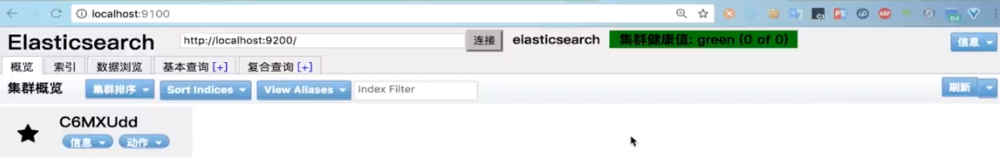 localhost:9100
Elasticsearch http://localhost:9200/ 连接 elasticsearch 集群健康值: green (0 of 0) 信息
概览 索引 数据浏览 基本查询 [+] 复合查询 [+]
集群概览 集群排序 Sort Indices View Aliases Index Filter 刷新
C6MXUdd
信息 动作